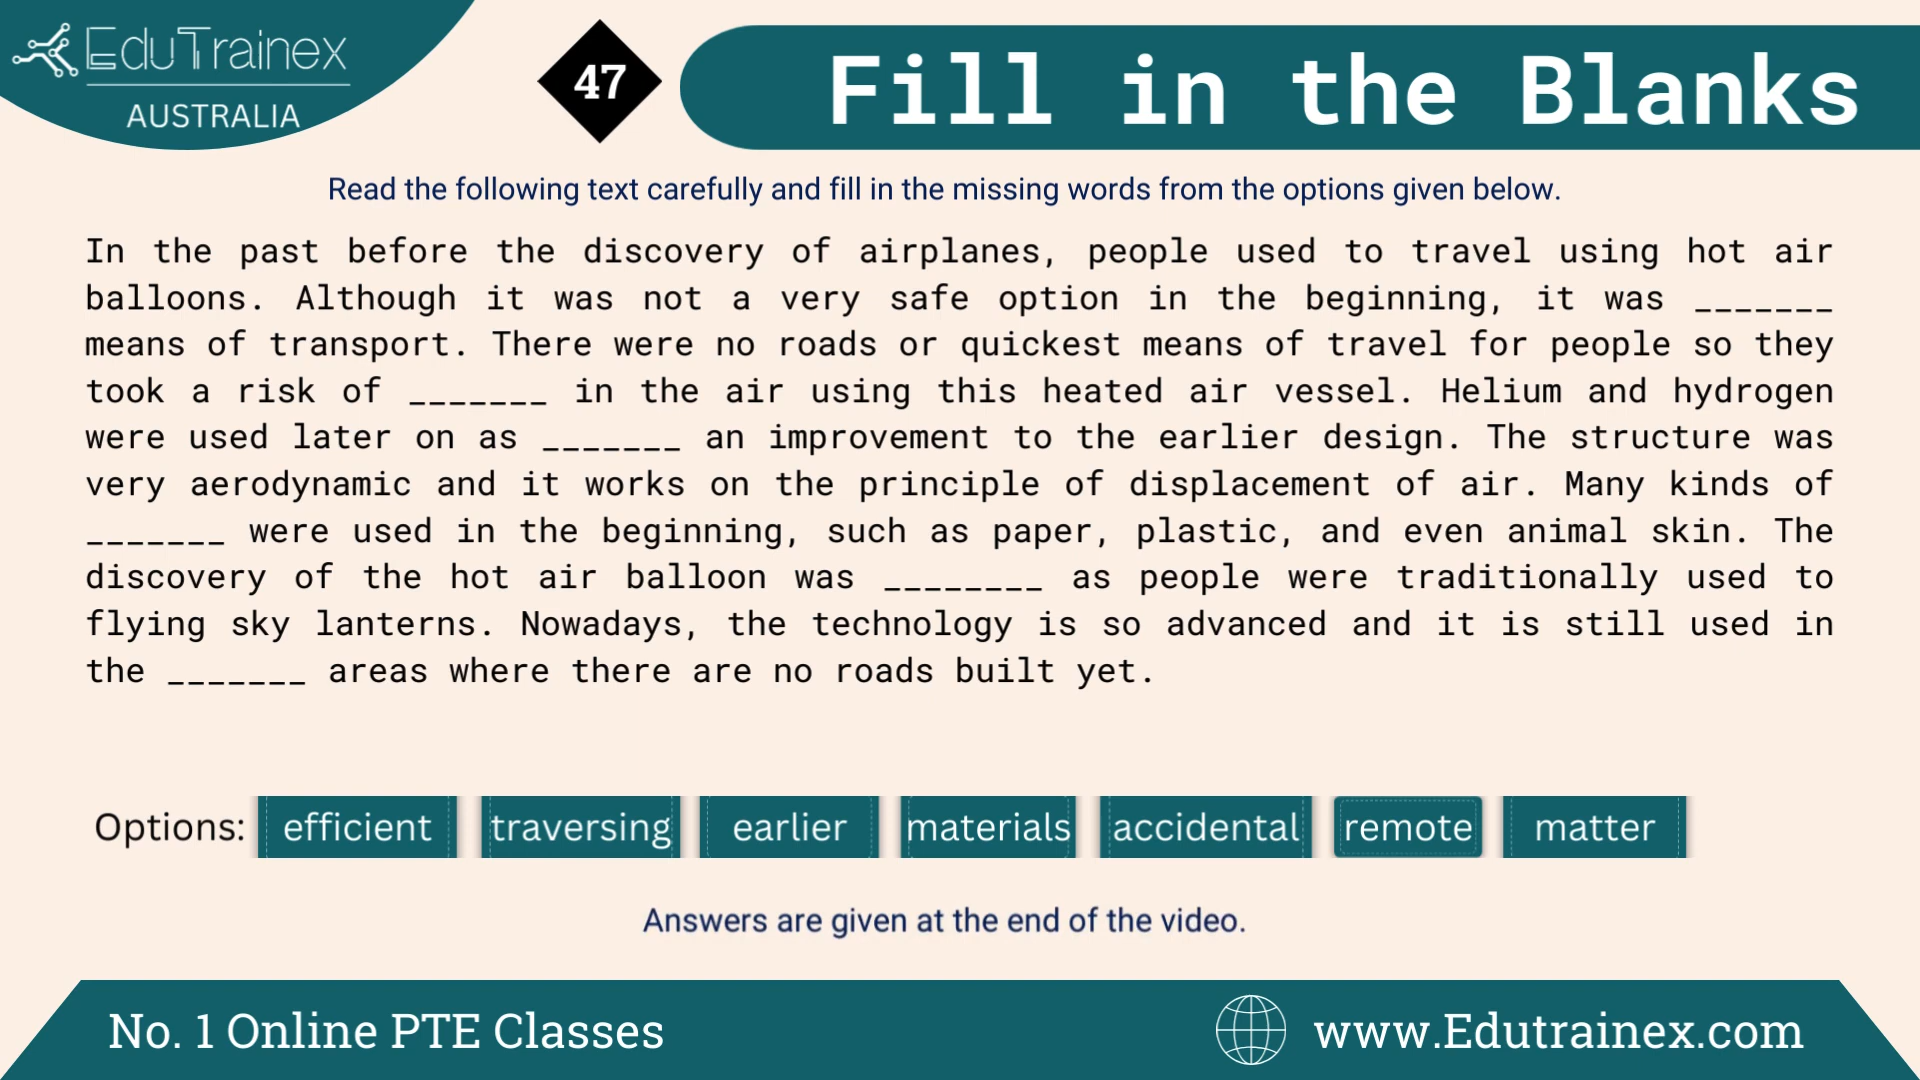 EduTrainex
AUSTRALIA
47
Fill in the Blanks
Read the following text carefully and fill in the missing words from the options given below.
In the past before the discovery of airplanes, people used to travel using hot air
balloons. Although it was not a very safe option in the beginning, it was _______
means of transport. There were no roads or quickest means of travel for people so they
took a risk of _______ in the air using this heated air vessel. Helium and hydrogen
were used later on as _______ an improvement to the earlier design. The structure was
very aerodynamic and it works on the principle of displacement of air. Many kinds of
_______ were used in the beginning, such as paper, plastic, and even animal skin. The
discovery of the hot air balloon was ________ as people were traditionally used to
flying sky lanterns. Nowadays, the technology is so advanced and it is still used in
the _______ areas where there are no roads built yet.
Options: efficient traversing earlier materials accidental remote matter
Answers are given at the end of the video.
No. 1 Online PTE Classes www.Edutrainex.com